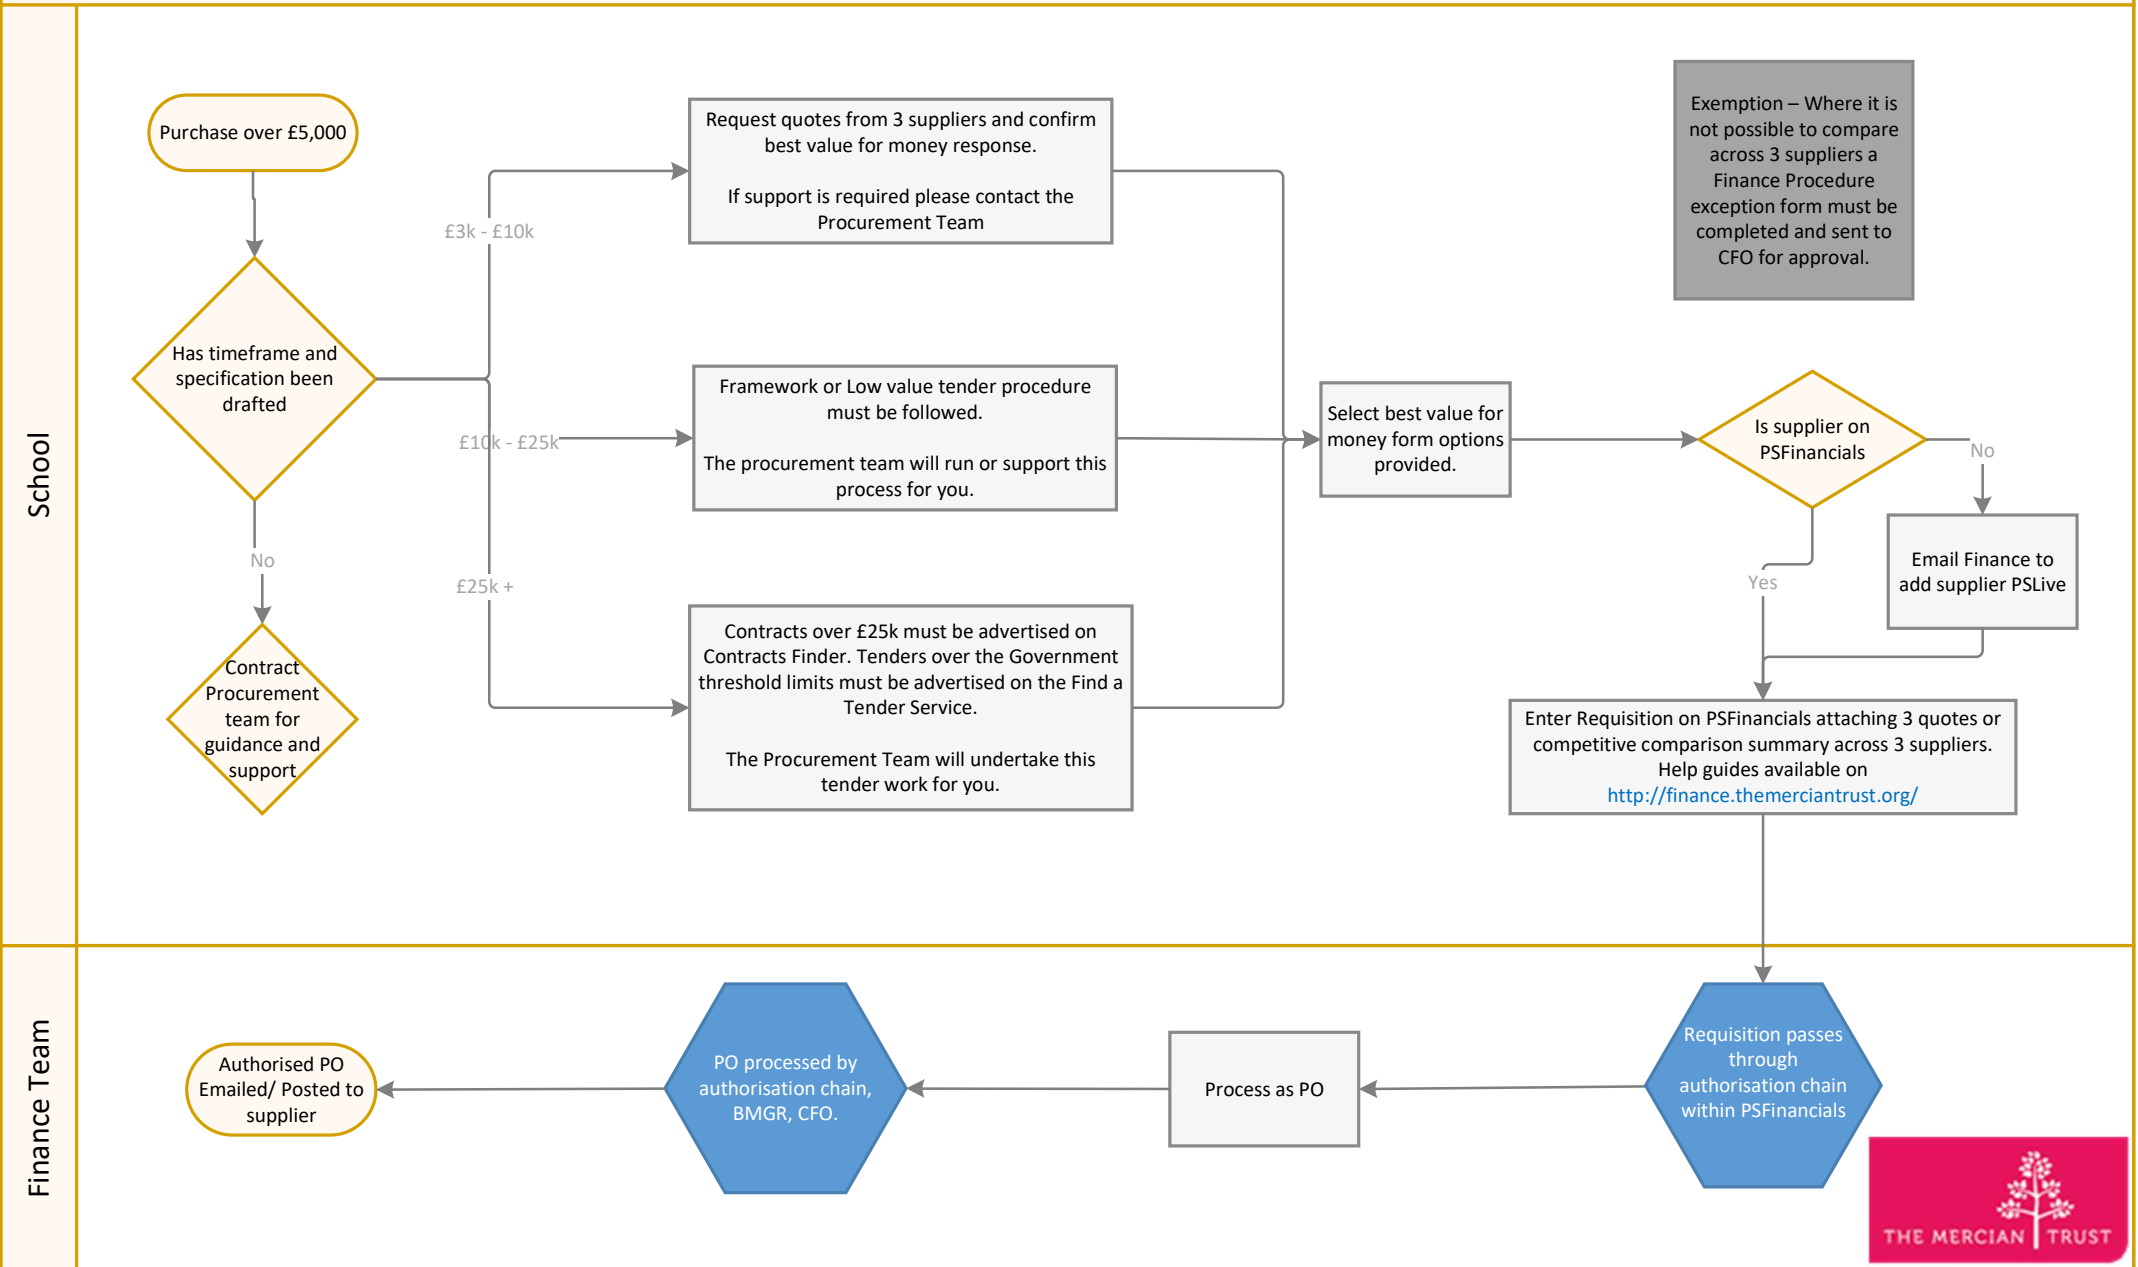 School
Purchase over £5,000
Has timeframe and
specification been
drafted
No
Contract
Procurement
team for
guidance and
support
£3k - £10k
£10k - £25k
£25k +
Request quotes from 3 suppliers and confirm
best value for money response.
If support is required please contact the
Procurement Team
Framework or Low value tender procedure
must be followed.
The procurement team will run or support this
process for you.
Contracts over £25k must be advertised on
Contracts Finder. Tenders over the Government
threshold limits must be advertised on the Find a
Tender Service.
The Procurement Team will undertake this
tender work for you.
Select best value for
money form options
provided.
Exemption – Where it is
not possible to compare
across 3 suppliers a
Finance Procedure
exception form must be
completed and sent to
CFO for approval.
Is supplier on
PSFinancials
No
Yes
Email Finance to
add supplier PSLive
Enter Requisition on PSFinancials attaching 3 quotes or
competitive comparison summary across 3 suppliers.
Help guides available on
http://finance.themerciantrust.org/
Finance Team
Requisition passes
through
authorisation chain
within PSFinancials
Process as PO
PO processed by
authorisation chain,
BMGR, CFO.
Authorised PO
Emailed/ Posted to
supplier
THE MERCIAN TRUST